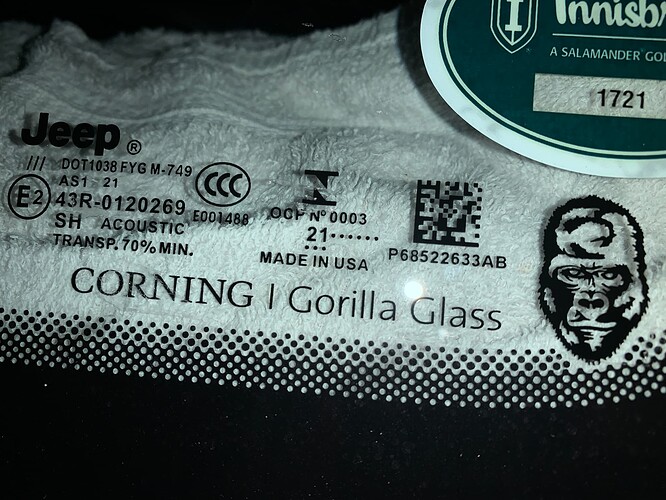 Innisb
A SALAMANDER GOL
1721
Jeep ®
/// DOT1038 FYG M-749
AS1 21
E2 43R-0120269
CCC
E001488
SH ACOUSTIC
TRANSP. 70% MIN.
OCP Nº 0003
21······
MADE IN USA
P68522633AB
CORNING | Gorilla Glass